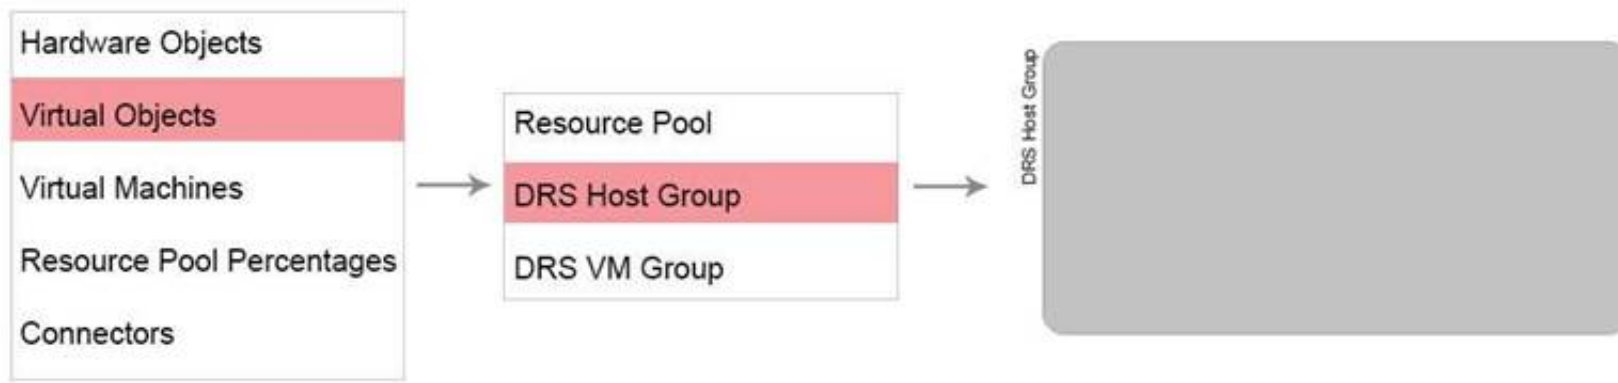 Hardware Objects
Virtual Objects
Virtual Machines
Resource Pool Percentages
Connectors
Resource Pool
DRS Host Group
DRS VM Group
DRS Host Group